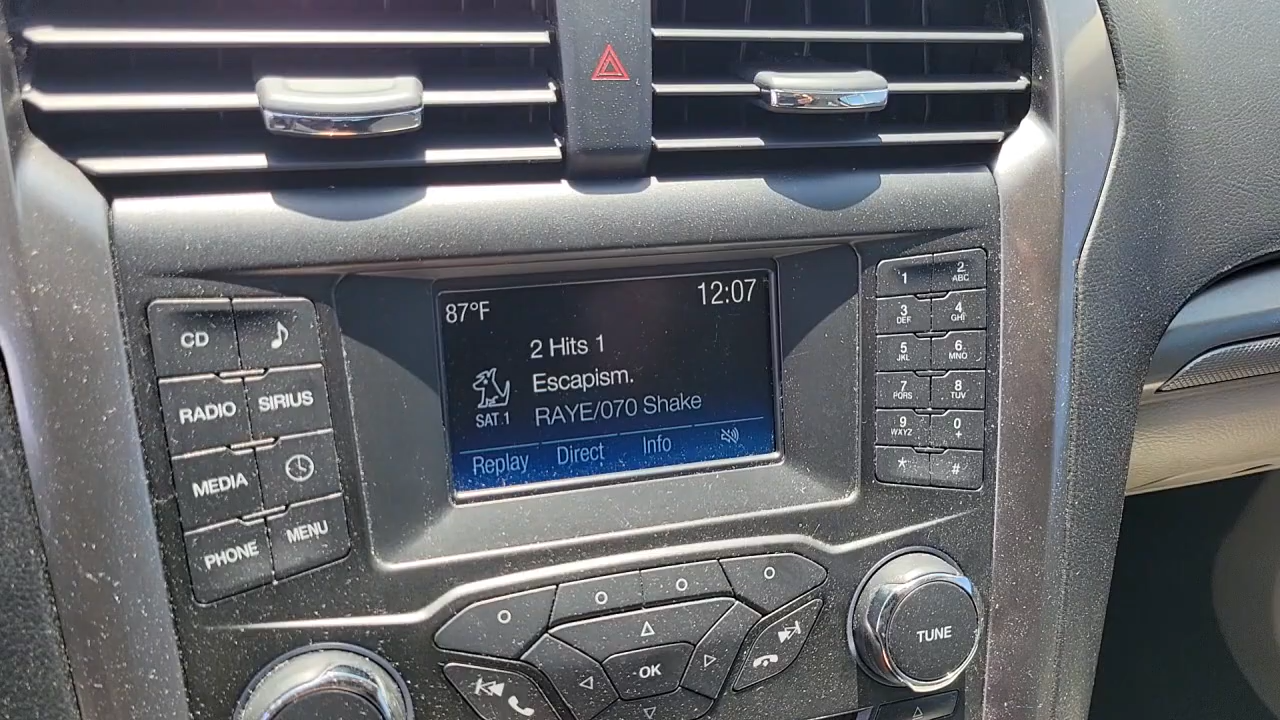 87°F
12:07
2 Hits 1
Escapism.
SAT 1
RAYE/070 Shake
Replay Direct Info
CD
RADIO SIRIUS
MEDIA
PHONE MENU
1 2 ABC
3 DEF 4 GHI
5 JKL 6 MNO
7 PQRS 8 TUV
9 WXYZ 0 +
* #
OK
TUNE